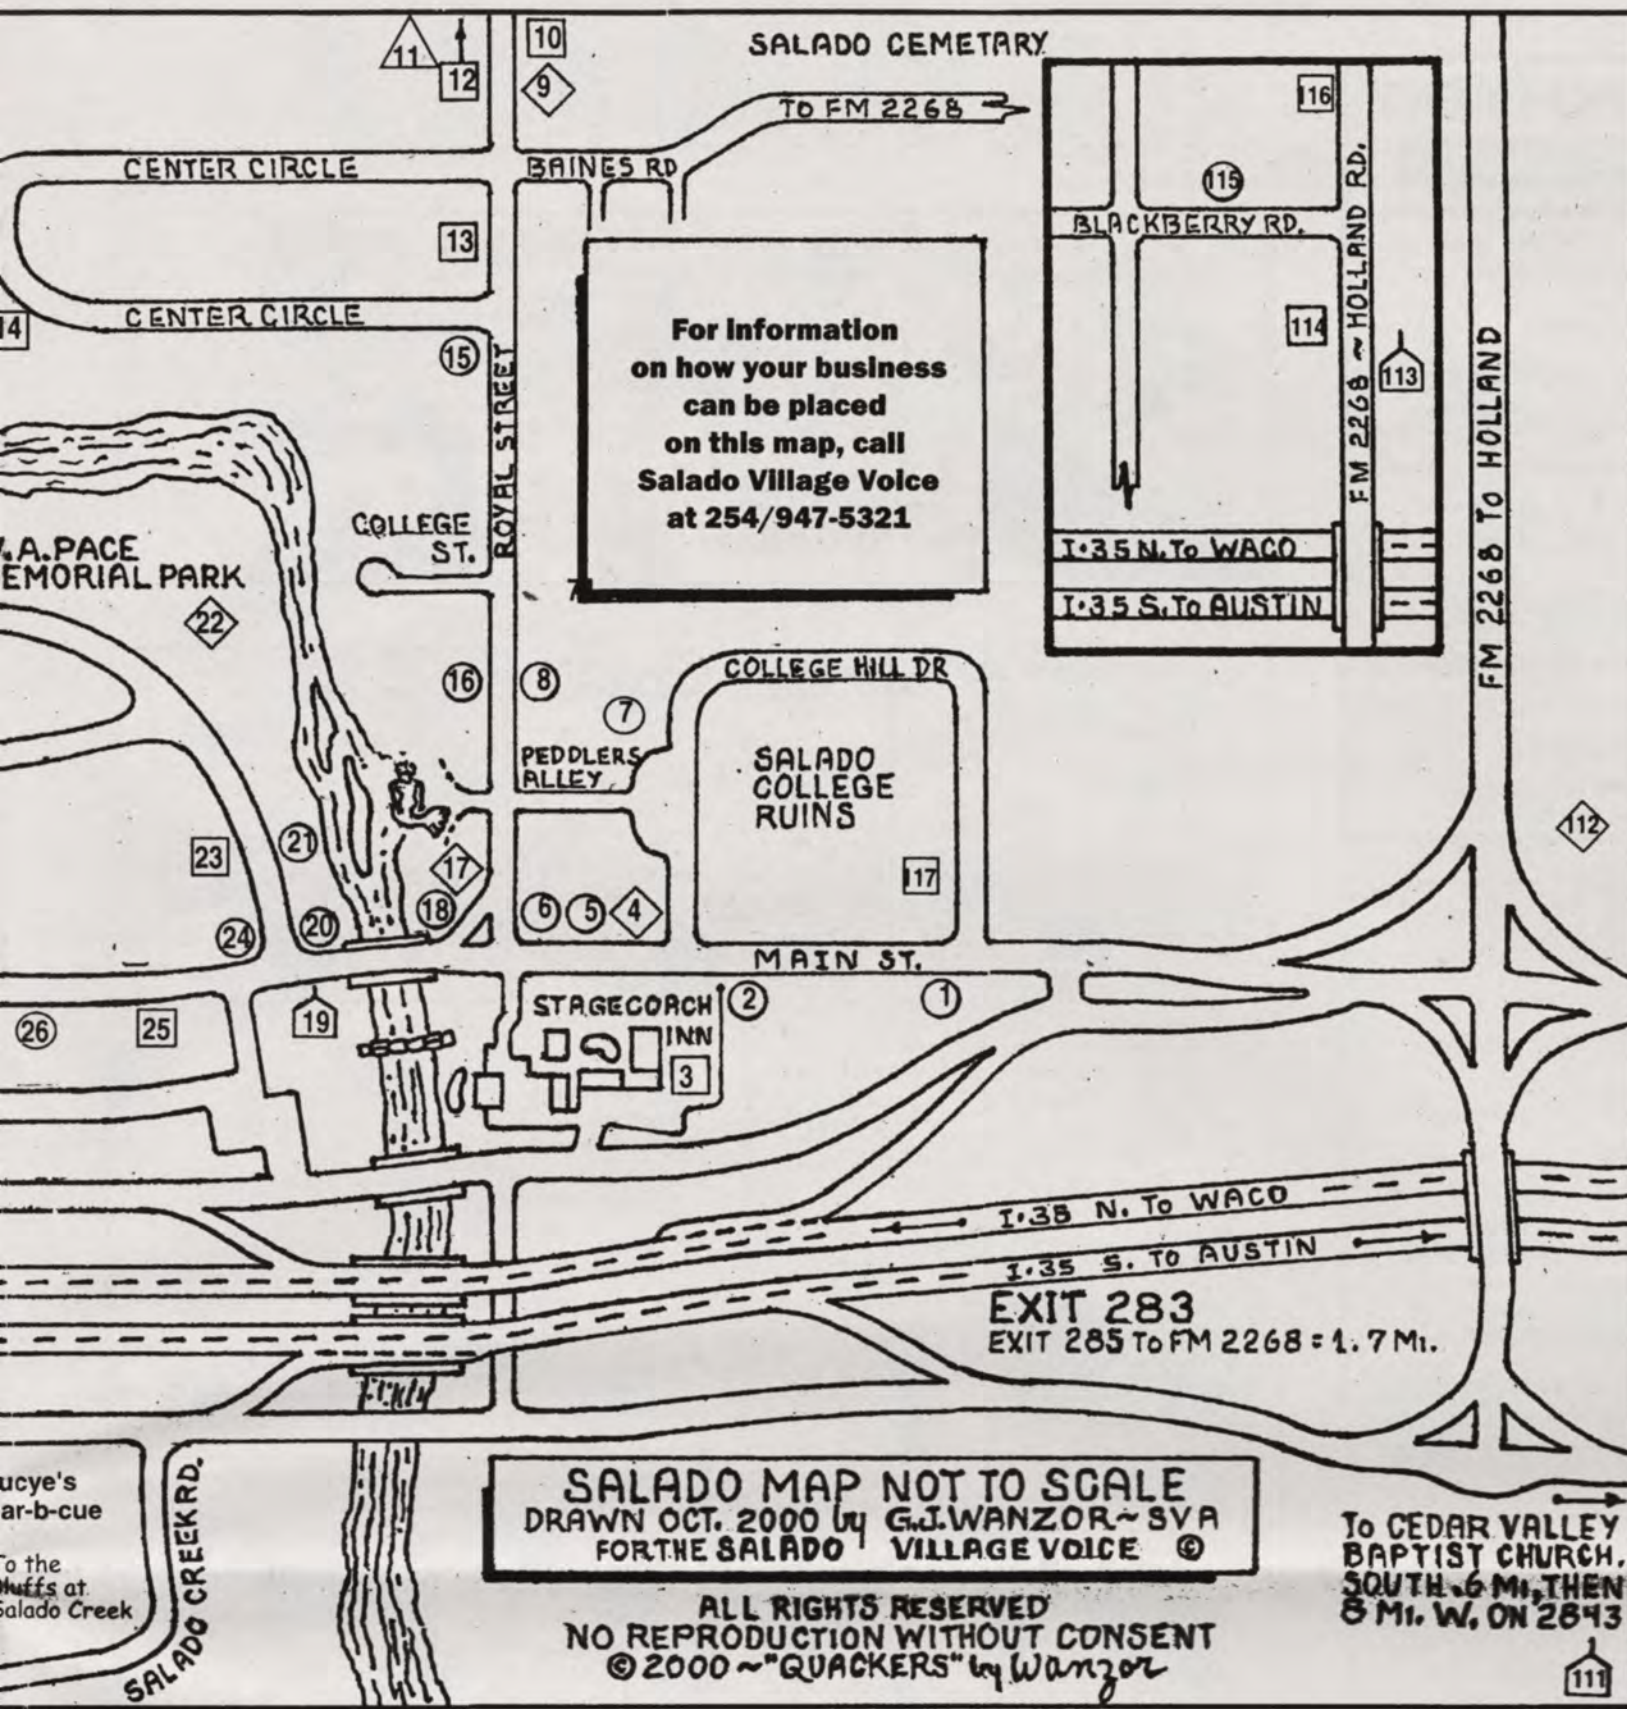 11
12
10
9
SALADO CEMETARY
TO FM 2268
CENTER CIRCLE
BAINES RD
13
CENTER CIRCLE
14
15
ROYAL STREET
For Information
on how your business
can be placed
on this map, call
Salado Village Voice
at 254/947-5321
116
115
BLACKBERRY RD.
FM 2268 ~ HOLLAND RD.
114
113
I·35 N. TO WACO
I·35 S. TO AUSTIN
FM 2268 TO HOLLAND
COLLEGE
ST.
.A. PACE
EMORIAL PARK
22
16
8
7
COLLEGE HILL DR
PEDDLERS
ALLEY
SALADO
COLLEGE
RUINS
117
112
23
21
17
24
20
18
6
5
4
MAIN ST.
26
25
19
STAGECOACH
INN
3
2
1
I·35 N. TO WACO
I·35 S. TO AUSTIN
EXIT 283
EXIT 285 TO FM 2268 = 1.7 MI.
ucye's
ar-b-cue
To the
Bluffs at
Salado Creek
SALADO CREEK RD.
SALADO MAP NOT TO SCALE
DRAWN OCT. 2000 by G.J. WANZOR ~ SVA
FOR THE SALADO VILLAGE VOICE ©
ALL RIGHTS RESERVED
NO REPRODUCTION WITHOUT CONSENT
© 2000 ~ "QUACKERS" by Wanzor
TO CEDAR VALLEY
BAPTIST CHURCH.
SOUTH .6 MI, THEN
8 MI. W. ON 2843
111